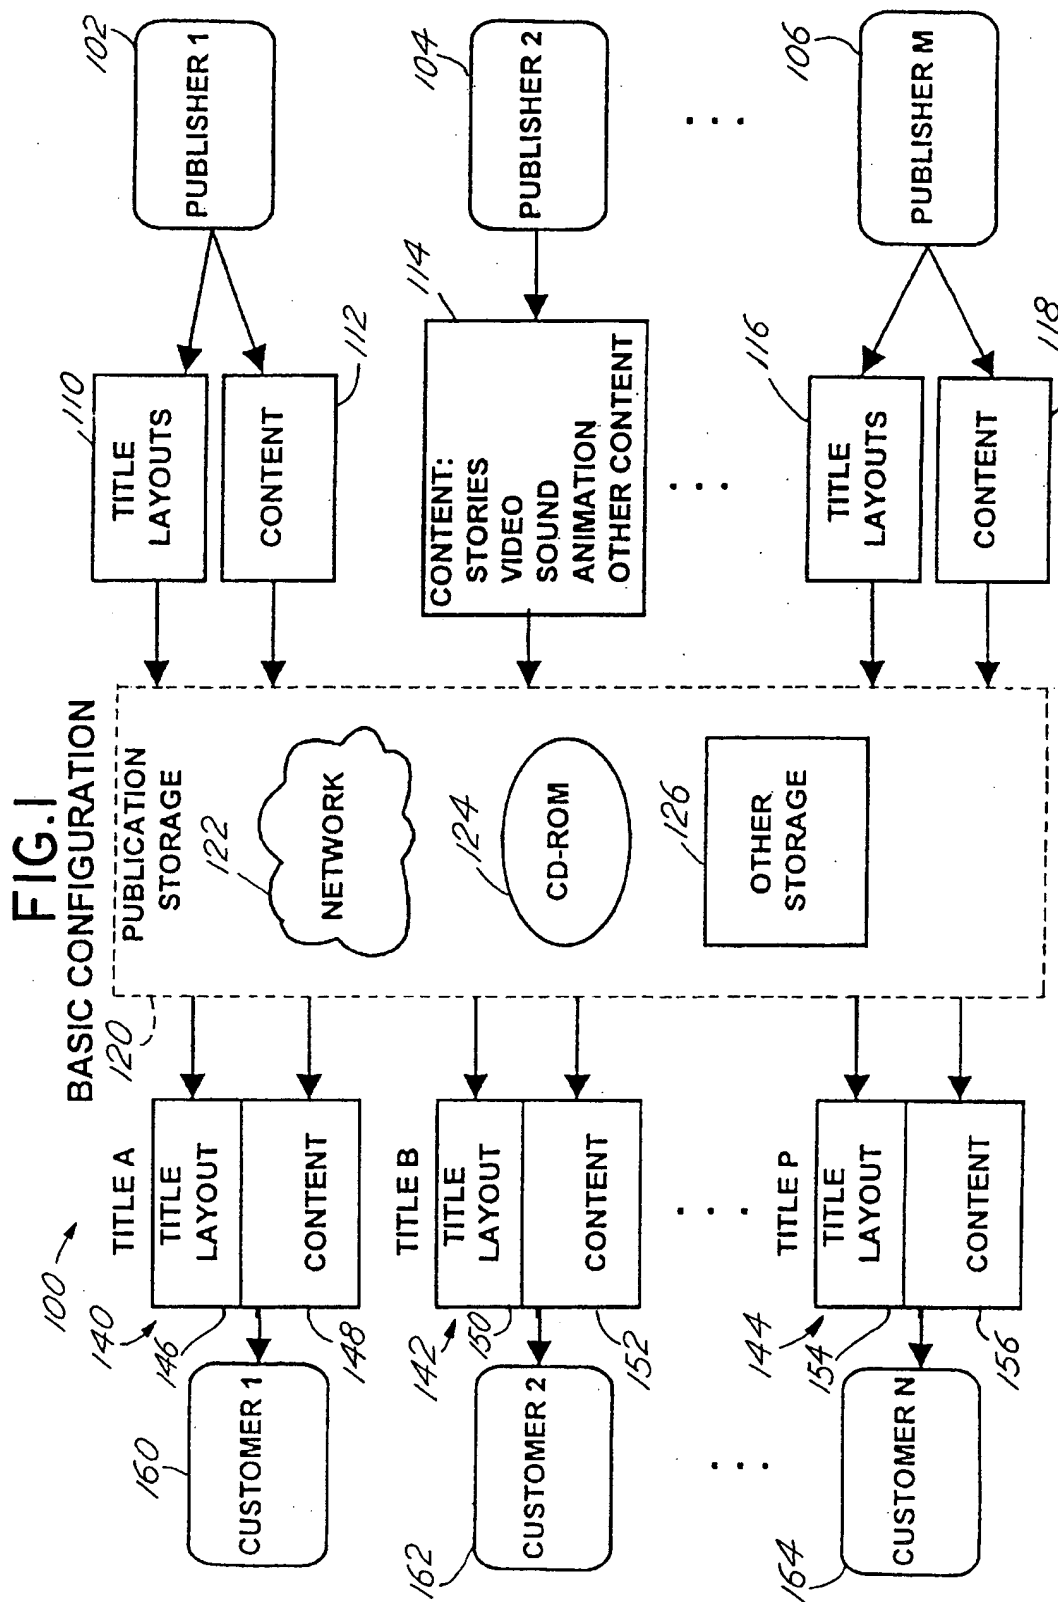 FIG.1
BASIC CONFIGURATION
100
120
PUBLICATION
STORAGE
122
NETWORK
124
CD-ROM
126
OTHER
STORAGE
102
PUBLISHER 1
110
TITLE
LAYOUTS
CONTENT
112
104
PUBLISHER 2
114
CONTENT:
STORIES
VIDEO
SOUND
ANIMATION
OTHER CONTENT
. . .
. . .
106
PUBLISHER M
116
TITLE
LAYOUTS
CONTENT
118
140
TITLE A
TITLE
LAYOUT
CONTENT
146
148
160
CUSTOMER 1
142
TITLE B
TITLE
LAYOUT
CONTENT
150
152
162
CUSTOMER 2
. . .
. . .
144
TITLE P
TITLE
LAYOUT
CONTENT
154
156
164
CUSTOMER N